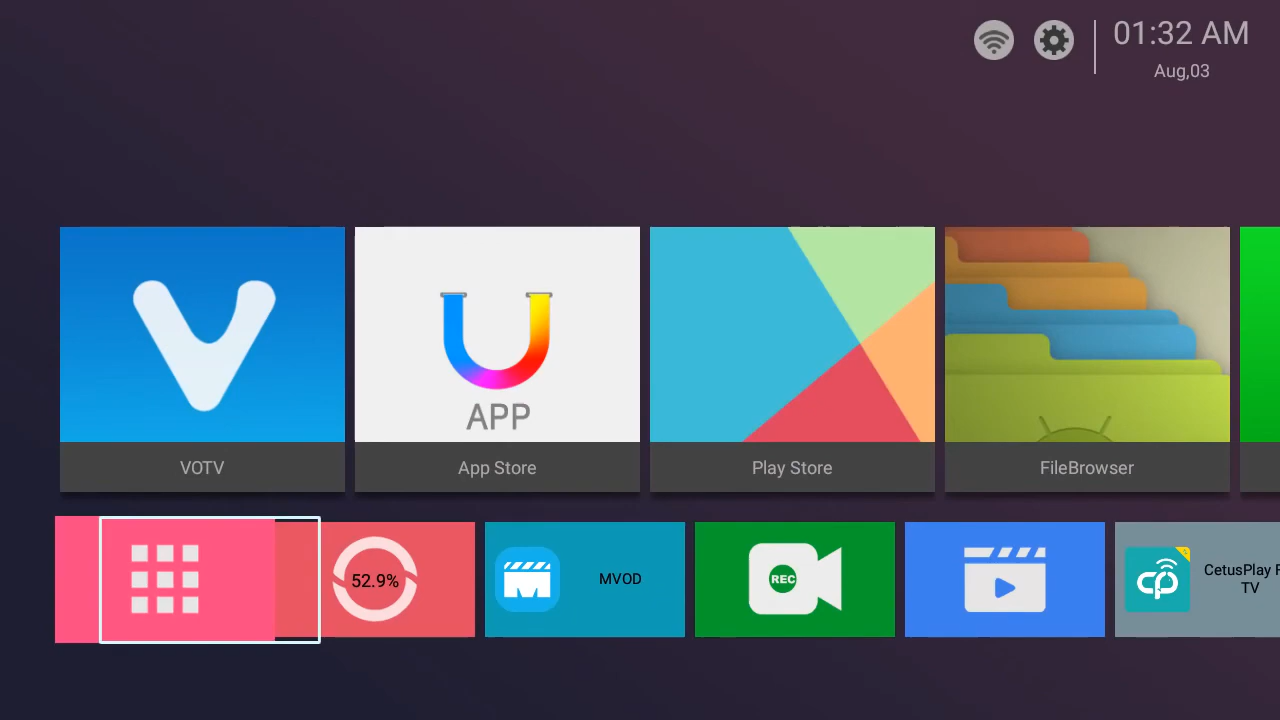 01:32 AM
Aug,03
APP
VOTV
App Store
Play Store
FileBrowser
52.9%
MVOD
REC
CetusPlay
TV